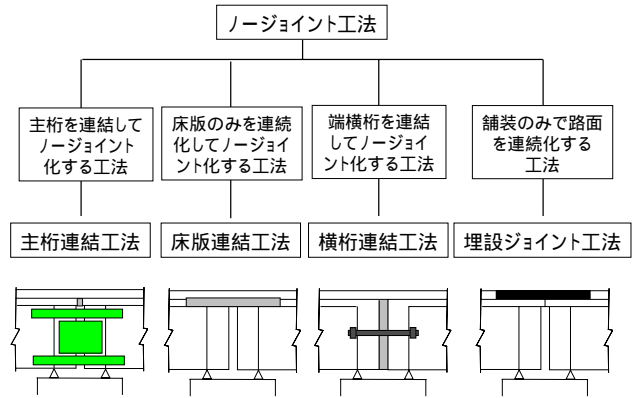 ノージョイント工法
主桁を連結して
ノージョイント
化する工法
床版のみを連続
化してノージョイ
ント化する工法
端横桁を連結
してノージョイ
ント化する工法
舗装のみで路面
を連続化する
工法
主桁連結工法
床版連結工法
横桁連結工法
埋設ジョイント工法